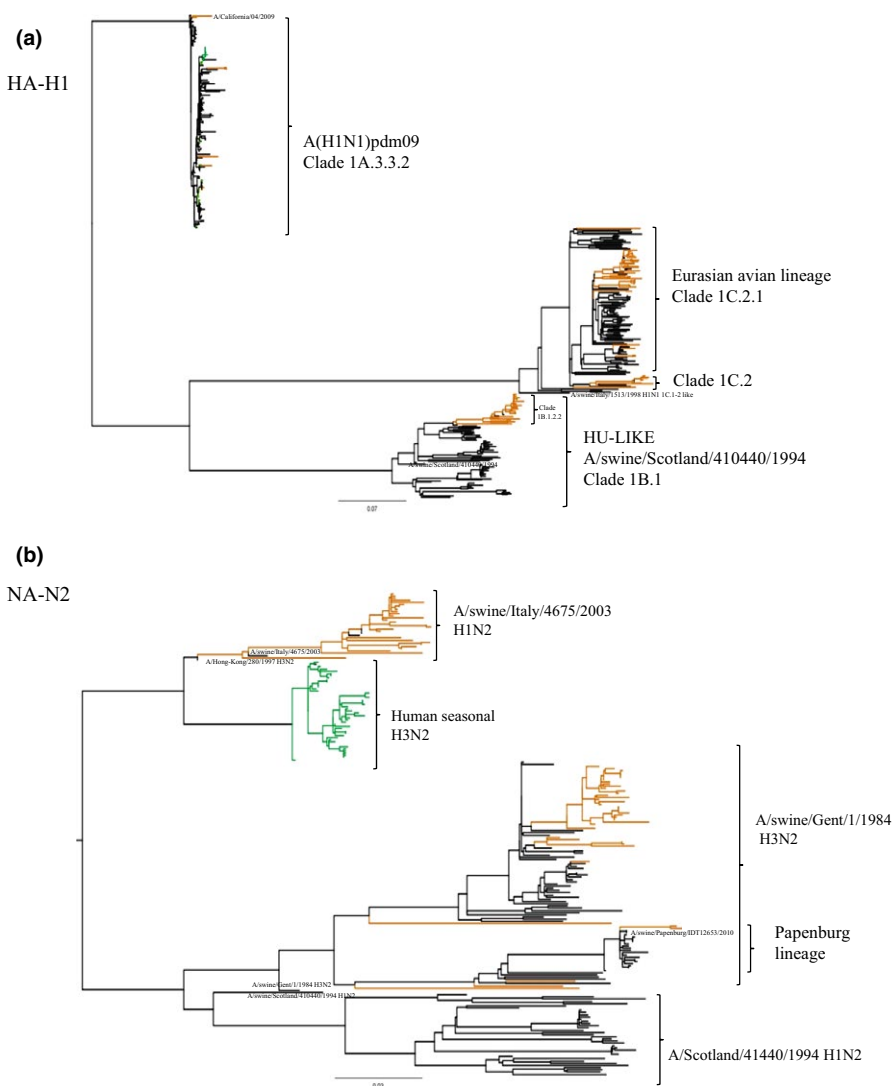 (a)
HA-H1
A/California/04/2009
A(H1N1)pdm09
Clade 1A.3.3.2
Eurasian avian lineage
Clade 1C.2.1
Clade 1C.2
A/swine/Italy/1513/1998 H1N1 1C.1-2 like
Clade
1B.1.2.2
HU-LIKE
A/swine/Scotland/410440/1994
Clade 1B.1
A/swine/Scotland/410440/1994
0.07
(b)
NA-N2
A/swine/Italy/4675/2003
H1N2
A/swine/Italy/4675/2003
A/Hong-Kong/280/1997 H3N2
Human seasonal
H3N2
A/swine/Gent/1/1984
H3N2
A/swine/Papenburg/IDT12653/2010
Papenburg
lineage
A/swine/Gent/1/1984 H3N2
A/swine/Scotland/410440/1994 H1N2
A/Scotland/41440/1994 H1N2